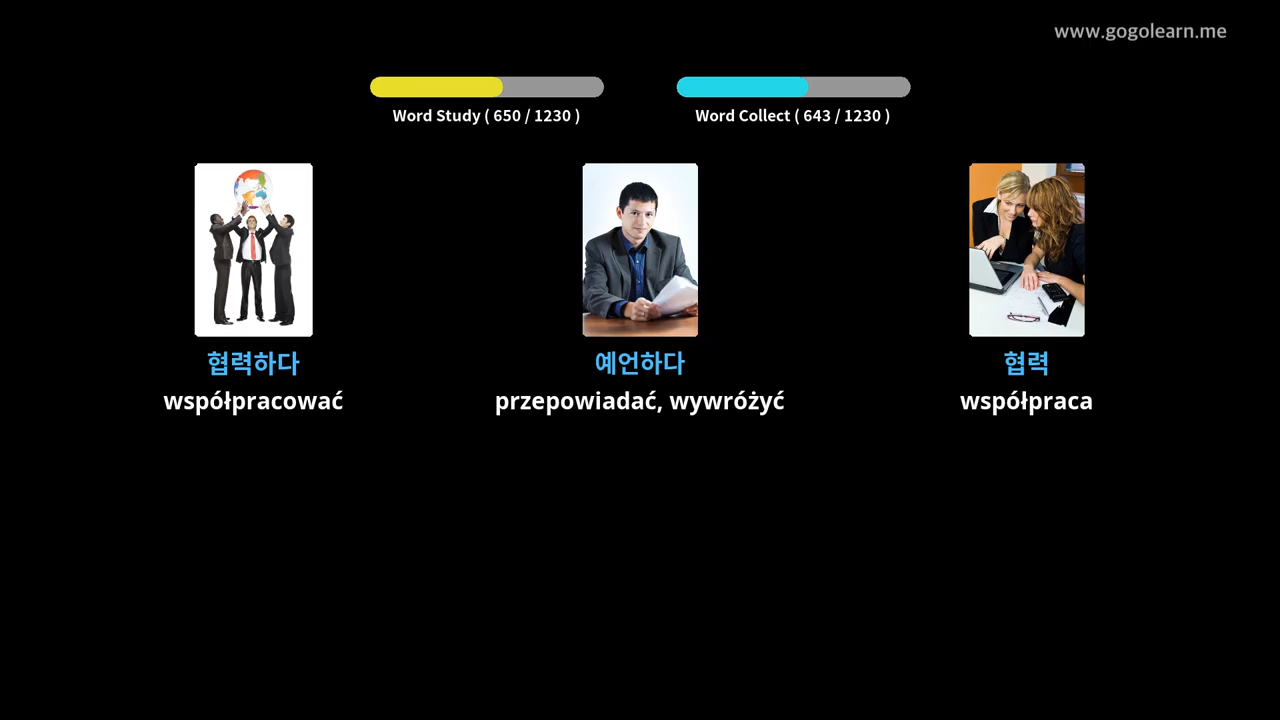 www.gogolearn.me
Word Study ( 650 / 1230 )
Word Collect ( 643 / 1230 )
협력하다
예언하다
협력
współpracować
przepowiadać, wywróżyć
współpraca